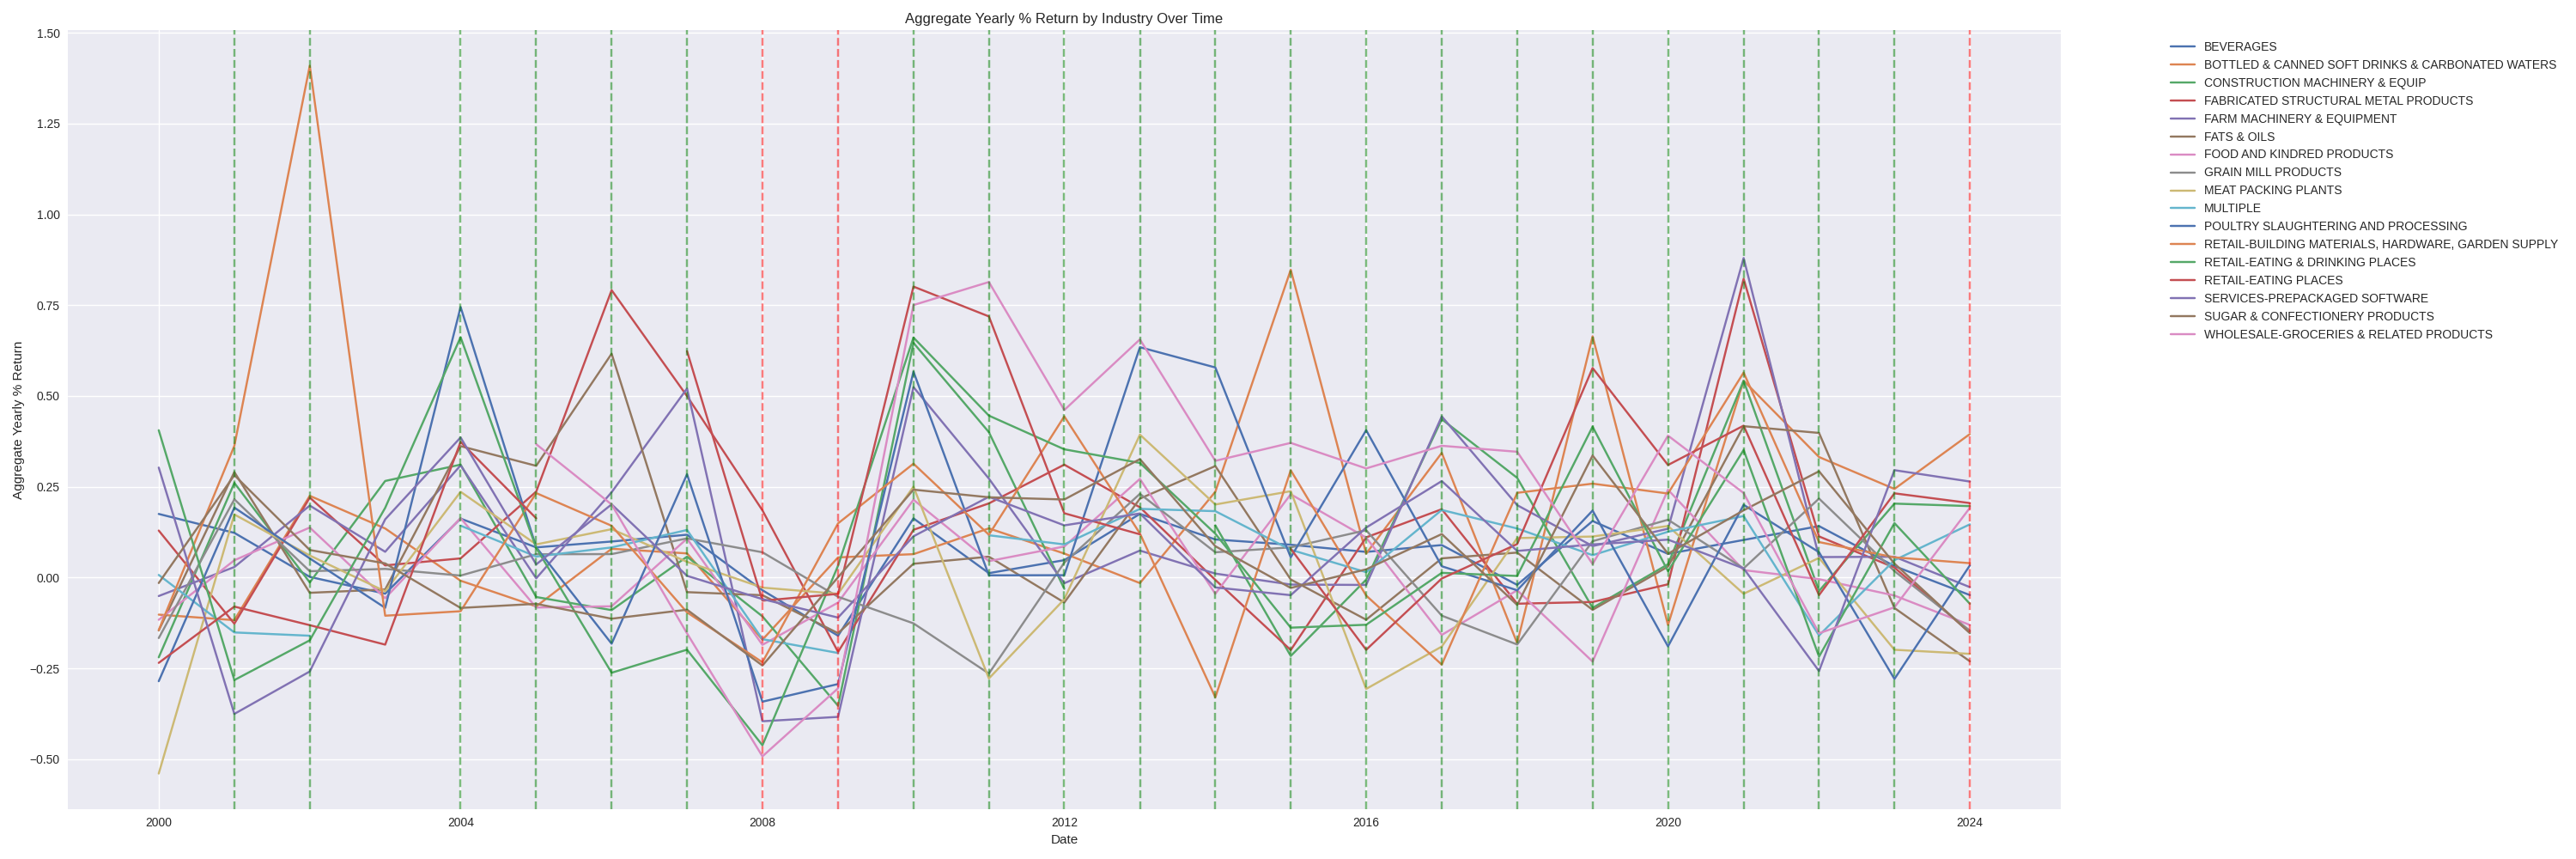 Aggregate Yearly % Return by Industry Over Time
1.50
1.25
1.00
0.75
0.50
0.25
0.00
−0.25
−0.50
Aggregate Yearly % Return
2000
2004
2008
2012
2016
2020
2024
Date
BEVERAGES
BOTTLED & CANNED SOFT DRINKS & CARBONATED WATERS
CONSTRUCTION MACHINERY & EQUIP
FABRICATED STRUCTURAL METAL PRODUCTS
FARM MACHINERY & EQUIPMENT
FATS & OILS
FOOD AND KINDRED PRODUCTS
GRAIN MILL PRODUCTS
MEAT PACKING PLANTS
MULTIPLE
POULTRY SLAUGHTERING AND PROCESSING
RETAIL-BUILDING MATERIALS, HARDWARE, GARDEN SUPPLY
RETAIL-EATING & DRINKING PLACES
RETAIL-EATING PLACES
SERVICES-PREPACKAGED SOFTWARE
SUGAR & CONFECTIONERY PRODUCTS
WHOLESALE-GROCERIES & RELATED PRODUCTS